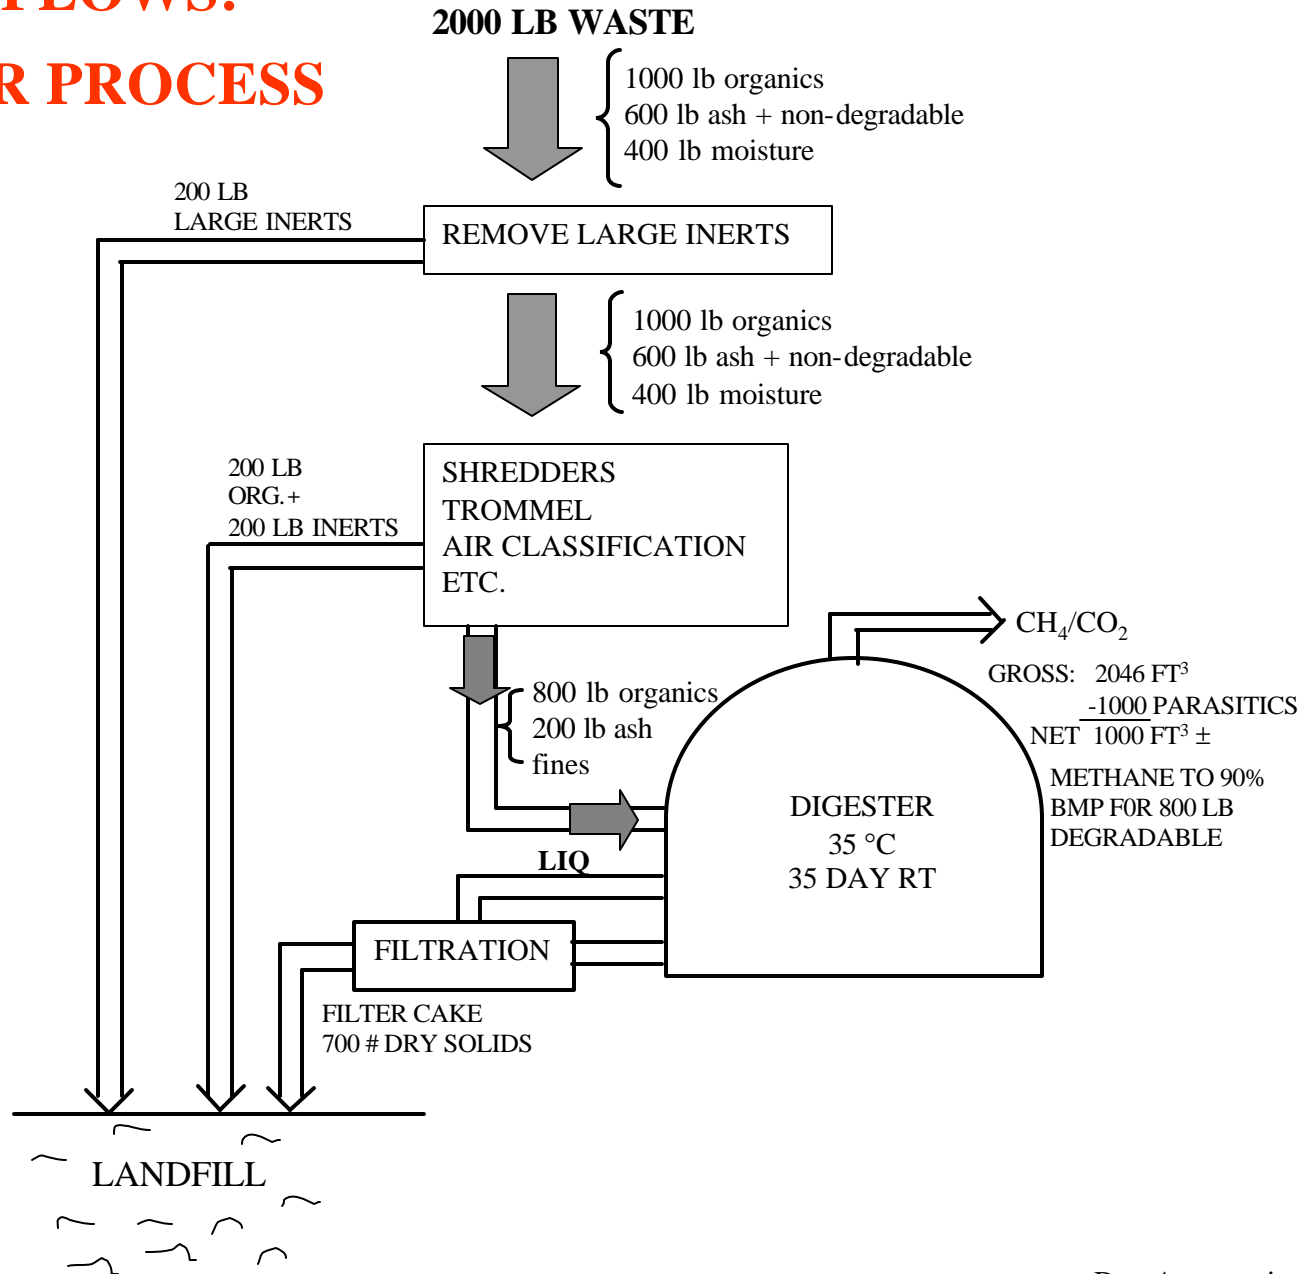 FLOWS:
R PROCESS
2000 LB WASTE
1000 lb organics
600 lb ash + non-degradable
400 lb moisture
200 LB
LARGE INERTS
REMOVE LARGE INERTS
1000 lb organics
600 lb ash + non-degradable
400 lb moisture
200 LB
ORG.+
200 LB INERTS
SHREDDERS
TROMMEL
AIR CLASSIFICATION
ETC.
CH₄/CO₂
GROSS: 2046 FT³
-1000 PARASITICS
NET 1000 FT³ ±
METHANE TO 90%
BMP F0R 800 LB
DEGRADABLE
800 lb organics
200 lb ash
fines
DIGESTER
35 °C
35 DAY RT
LIQ
FILTRATION
FILTER CAKE
700 # DRY SOLIDS
LANDFILL